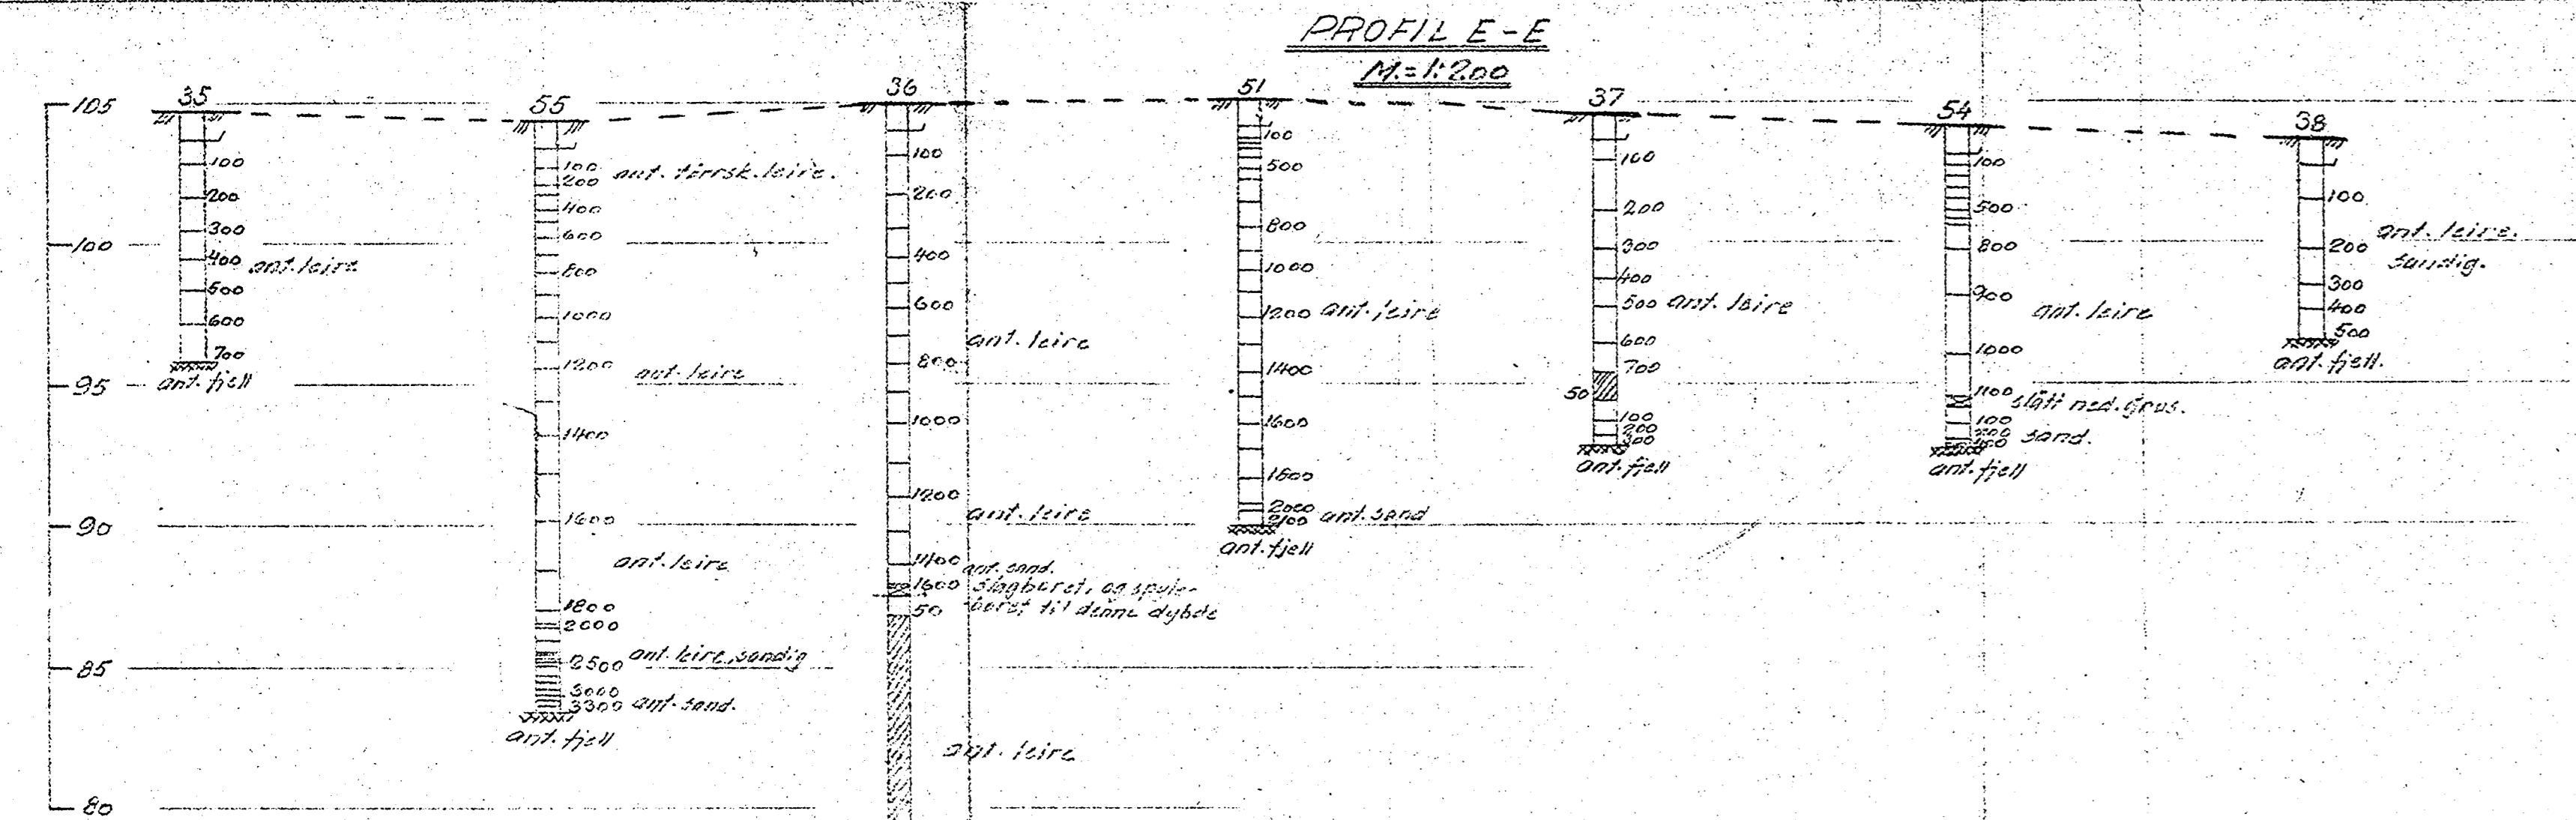 PROFIL E-E
M.=1:200
105
100
95
90
85
80
35
100
200
300
400 ant. leire
500
600
700
ant. fjell
55
100
200 ant. tørrsk. leire.
400
600
800
1000
1200 ant. leire
1400
1600
ant. leire
1800
2000
2500 ant. leire, sandig
3000
3300 ant. sand.
ant. fjell
36
100
200
400
600
ant. leire
800
1000
1200
ant. leire
1400 ant. sand.
1600 slagboret, og spyle-
50 boret til denne dybde
ant. leire
51
100
500
800
1000
1200 ant. leire
1400
1600
1800
2000
2100 ant. sand
ant. fjell
37
100
200
300
400
500 ant. leire
600
700
50
100
200
300
ant. fjell
54
100
500
800
900
ant. leire
1000
1100 slått ned. Grus.
100
200 sand.
ant. fjell
38
100
200 ant. leire.
sandig.
300
400
500
ant. fjell.